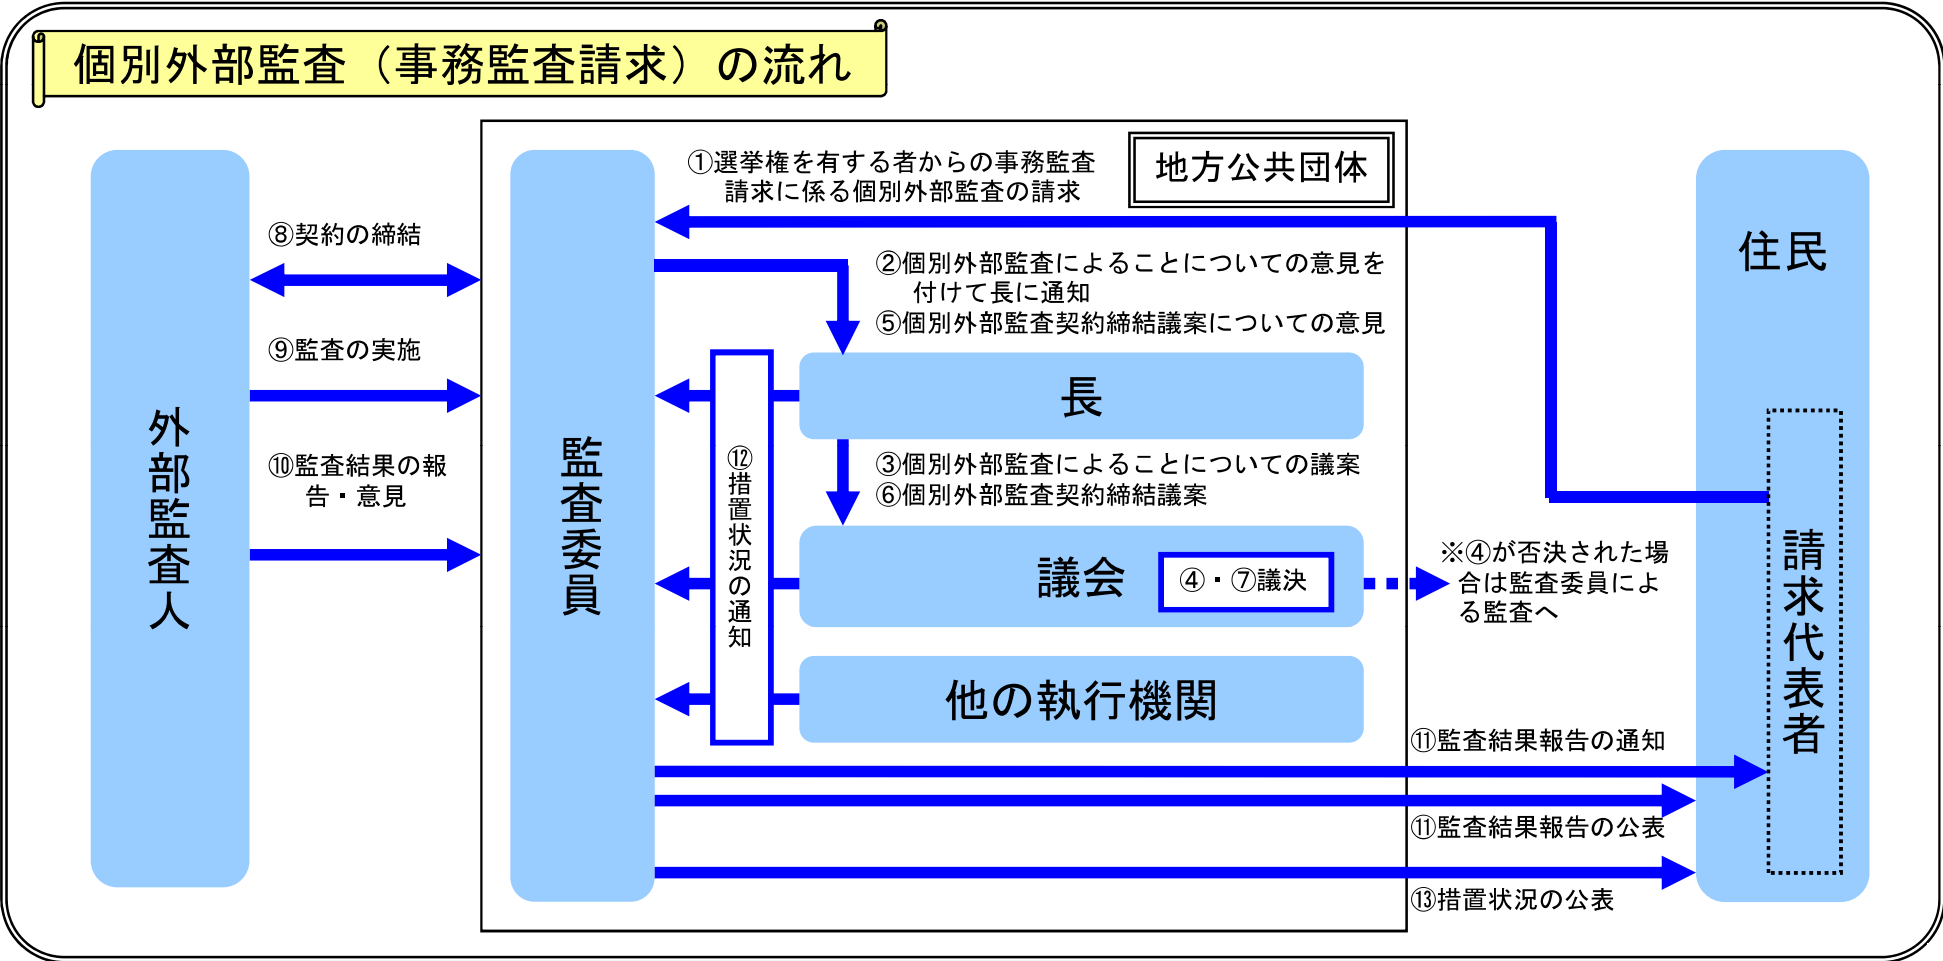 個別外部監査（事務監査請求）の流れ
地方公共団体
①選挙権を有する者からの事務監査
請求に係る個別外部監査の請求
②個別外部監査によることについての意見を
付けて長に通知
⑤個別外部監査契約締結議案についての意見
⑧契約の締結
⑨監査の実施
⑩監査結果の報
告・意見
外部監査人
監査委員
⑫措置状況の通知
長
③個別外部監査によることについての議案
⑥個別外部監査契約締結議案
議会
④・⑦議決
※④が否決された場
合は監査委員によ
る監査へ
他の執行機関
住民
請求代表者
⑪監査結果報告の通知
⑪監査結果報告の公表
⑬措置状況の公表